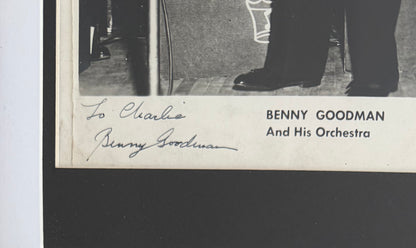 To Charlie
Benny Goodman
BENNY GOODMAN
And His Orchestra